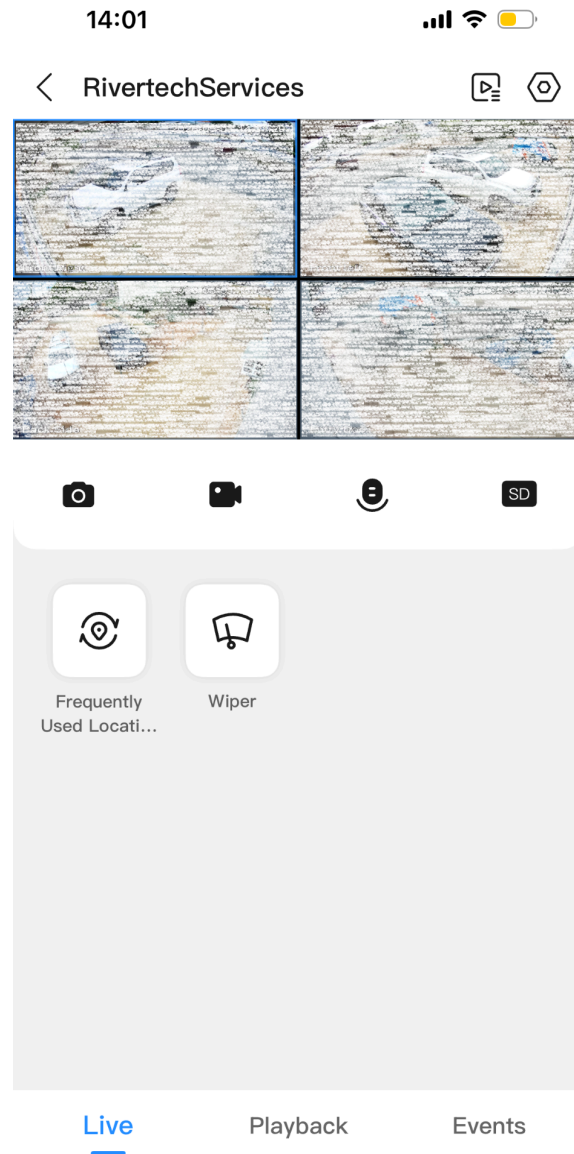 14:01
RivertechServices
SD
Frequently
Used Locati...
Wiper
Live
Playback
Events